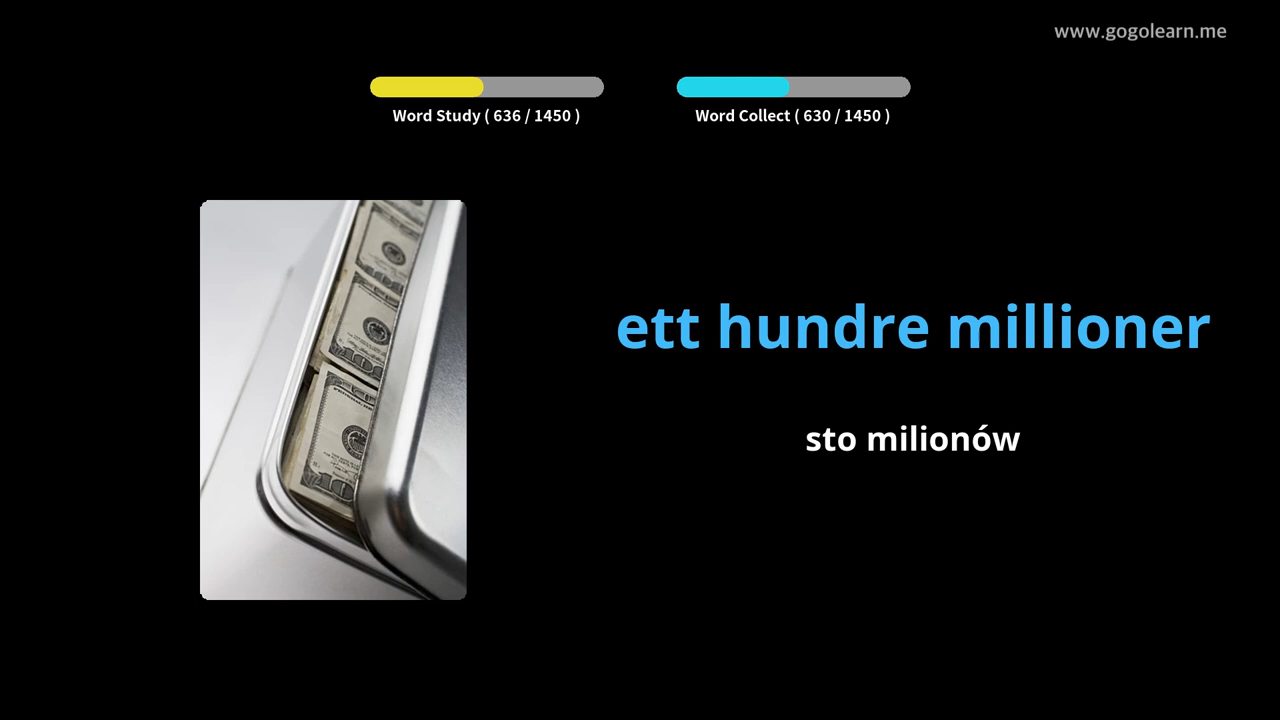 www.gogolearn.me
Word Study ( 636 / 1450 )
Word Collect ( 630 / 1450 )
ett hundre millioner
sto milionów